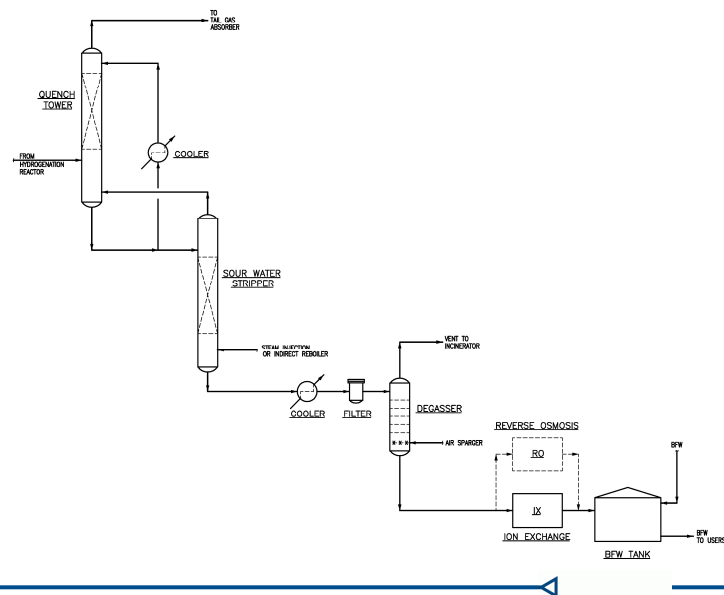 TO
TAIL GAS
ABSORBER
QUENCH
TOWER
COOLER
FROM
HYDROGENATION
REACTOR
SOUR WATER
STRIPPER
STEAM INJECTION
OR INDIRECT REBOILER
VENT TO
INCINERATOR
COOLER
FILTER
DEGASSER
AIR SPARGER
REVERSE OSMOSIS
RO
BFW
IX
ION EXCHANGE
BFW
TO USERS
BFW TANK